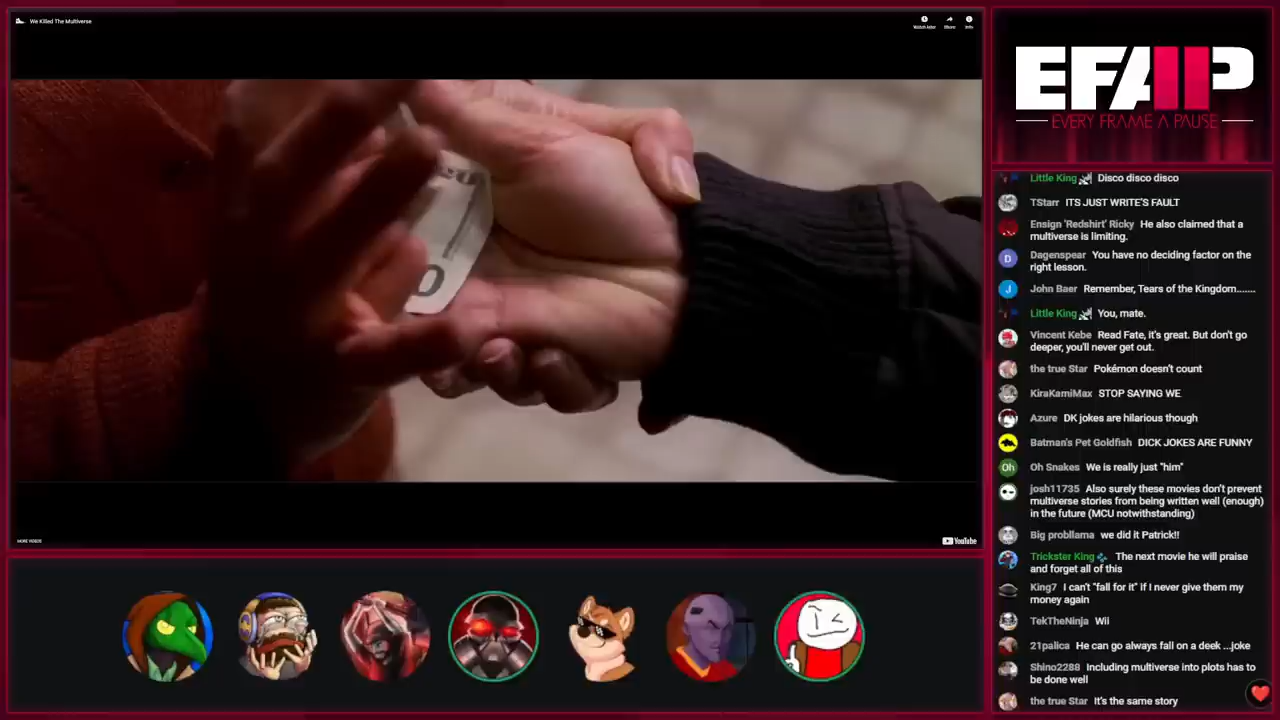 We Killed The Multiverse
Watch later
Share
Info
0
MORE VIDEOS
YouTube
EFAP
EVERY FRAME A PAUSE
Little King Disco disco disco
TStarr ITS JUST WRITE'S FAULT
Ensign 'Redshirt' Ricky He also claimed that a
multiverse is limiting.
D
Dagenspear You have no deciding factor on the
right lesson.
J
John Baer Remember, Tears of the Kingdom.......
Little King You, mate.
Vincent Kebe Read Fate, it's great. But don't go
deeper, you'll never get out.
the true Star Pokémon doesn't count
KiraKarniMax STOP SAYING WE
Azure DK jokes are hilarious though
Batman's Pet Goldfish DICK JOKES ARE FUNNY
Oh
Oh Snakes We is really just "him"
josh11735 Also surely these movies don't prevent
multiverse stories from being written well (enough)
in the future (MCU notwithstanding)
Big probllama we did it Patrick!!
Trickster King The next movie he will praise
and forget all of this
King7 I can't "fall for it" if I never give them my
money again
TekTheNinja Wii
21palica He can go always fall on a deek ...joke
Shino2288 Including multiverse into plots has to
be done well
the true Star It's the same story